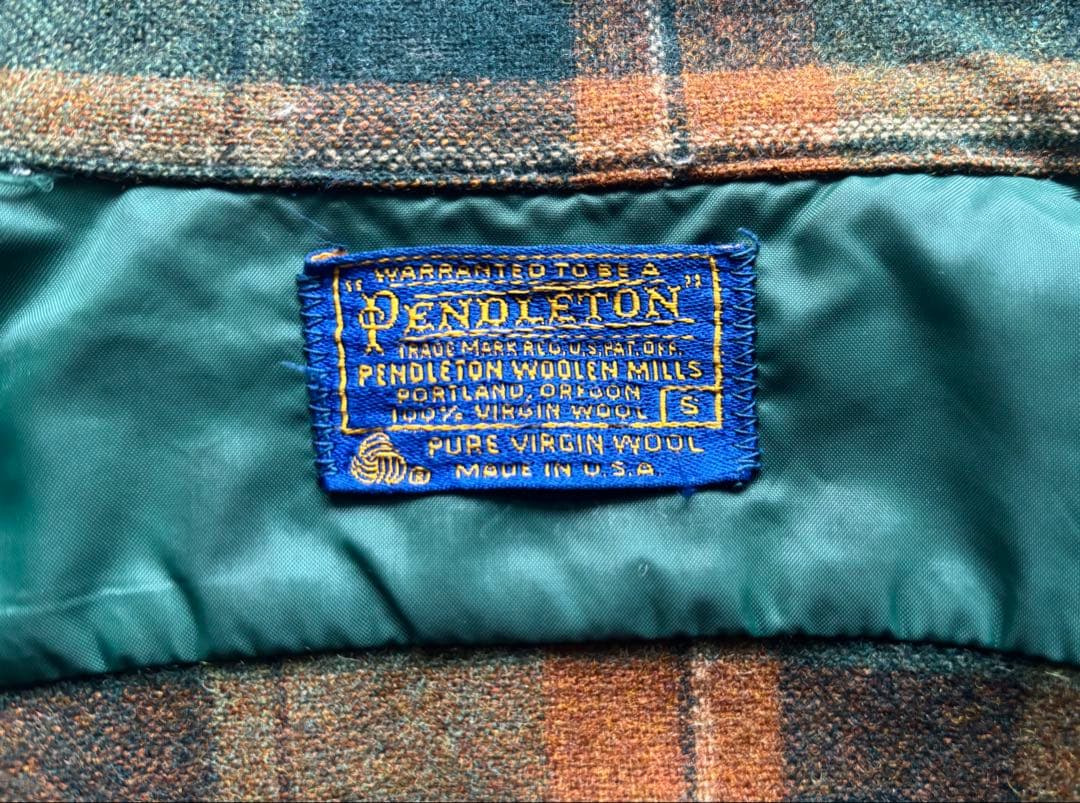 WARRANTED TO BE A
"PENDLETON"
TRADE MARK REG. U.S. PAT. OFF.
PENDLETON WOOLEN MILLS
PORTLAND, OREGON
100% VIRGIN WOOL S
PURE VIRGIN WOOL
® MADE IN U.S.A.